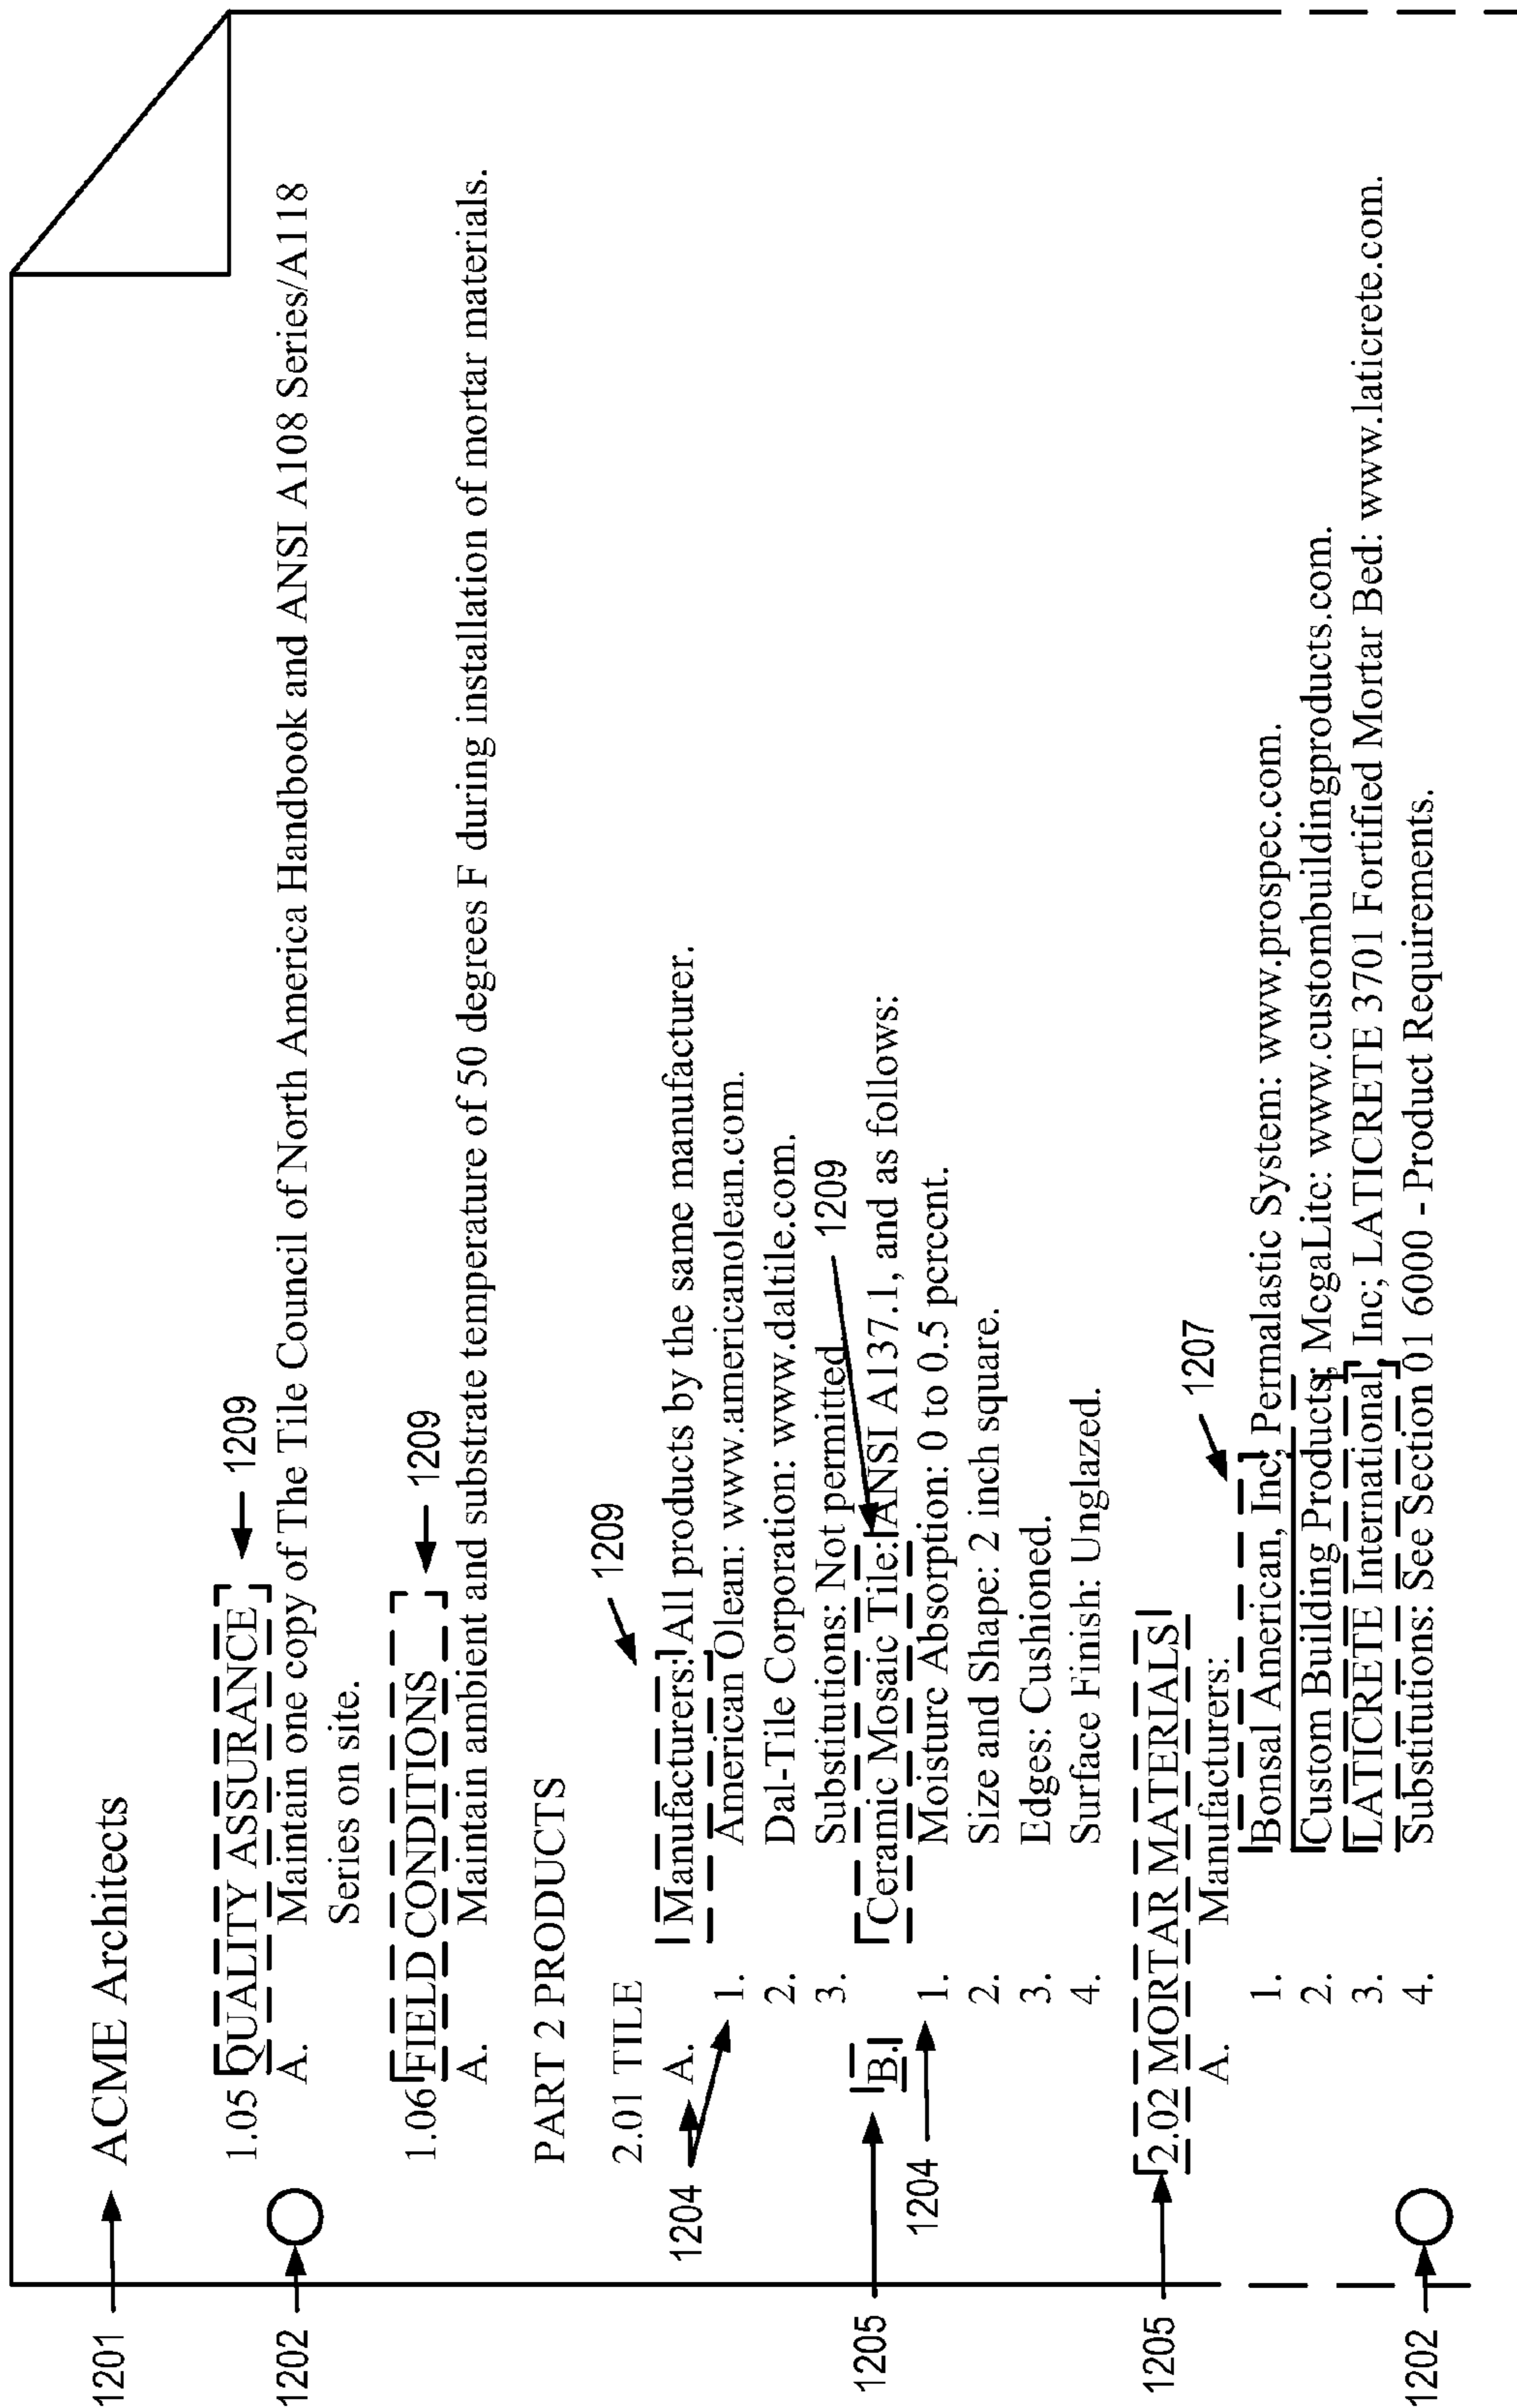 1201 ACME Architects
1.05 QUALITY ASSURANCE 1209
1202 A. Maintain one copy of The Tile Council of North America Handbook and ANSI A108 Series/A118
Series on site.
1.06 FIELD CONDITIONS 1209
A. Maintain ambient and substrate temperature of 50 degrees F during installation of mortar materials.
PART 2 PRODUCTS
2.01 TILE 1209
1204 A. Manufacturers: All products by the same manufacturer.
1. American Olean: www.americanolean.com.
2. Dal-Tile Corporation: www.daltile.com.
3. Substitutions: Not permitted. 1209
1205 B. Ceramic Mosaic Tile: ANSI A137.1, and as follows:
1204 1. Moisture Absorption: 0 to 0.5 percent.
2. Size and Shape: 2 inch square.
3. Edges: Cushioned.
4. Surface Finish: Unglazed.
1205 2.02 MORTAR MATERIALS
A. Manufacturers: 1207
1. Bonsal American, Inc; Permalastic System: www.prospec.com.
2. Custom Building Products; MegaLite: www.custombuildingproducts.com.
3. LATICRETE International, Inc; LATICRETE 3701 Fortified Mortar Bed: www.laticrete.com.
1202 4. Substitutions: See Section 01 6000 - Product Requirements.